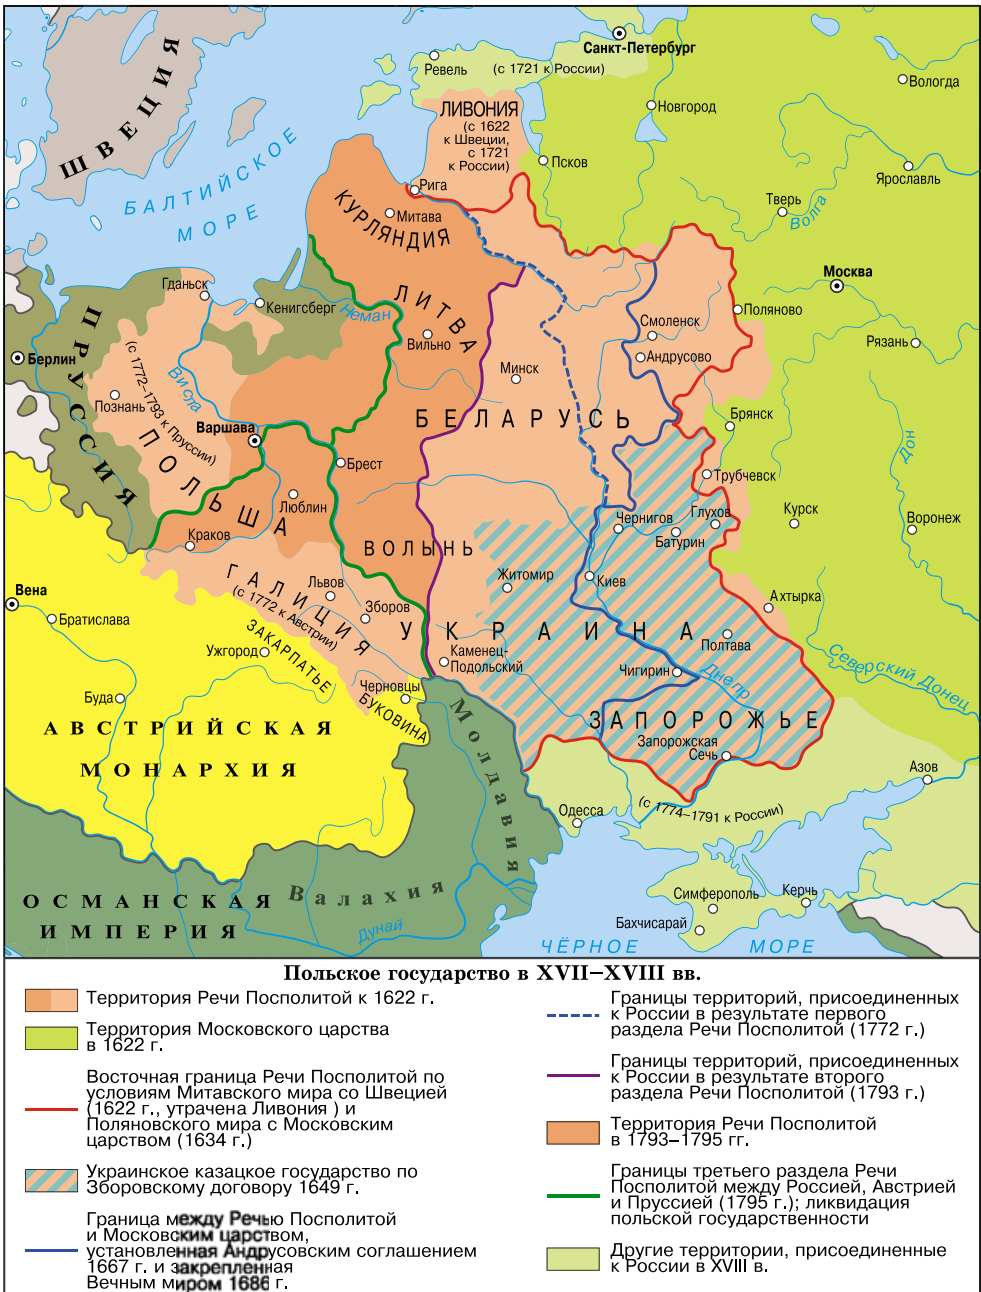 ШВЕЦИЯ
БАЛТИЙСКОЕ
МОРЕ
Санкт-Петербург
Ревель
(с 1721 к России)
ЛИВОНИЯ
(с 1622
к Швеции,
с 1721
к России)
Новгород
Вологда
Псков
Ярославль
Тверь
Волга
Рига
Митава
КУРЛЯНДИЯ
Москва
Гданьск
Кенигсберг
Неман
ЛИТВА
Вильно
Поляново
Смоленск
Андрусово
Рязань
ПРУССИЯ
Берлин
(с 1772–1793 к Пруссии)
Познань
Висла
Варшава
ПОЛЬША
Минск
БЕЛАРУСЬ
Брянск
Дон
Брест
Трубчевск
Люблин
Краков
ВОЛЫНЬ
Чернигов
Глухов
Батурин
Курск
Воронеж
Житомир
Киев
Ахтырка
Вена
Братислава
ГАЛИЦИЯ
(с 1772 к Австрии)
Львов
Зборов
УКРАИНА
Полтава
Северский Донец
ЗАКАРПАТЬЕ
Ужгород
Каменец-
Подольский
Чигирин
Днепр
Буда
Черновцы
БУКОВИНА
ЗАПОРОЖЬЕ
Запорожская
Сечь
АВСТРИЙСКАЯ
МОНАРХИЯ
Молдавия
Азов
Одесса
(с 1774–1791 к России)
ОСМАНСКАЯ
ИМПЕРИЯ
Валахия
Дунай
Симферополь
Керчь
Бахчисарай
ЧЁРНОЕ МОРЕ
Польское государство в XVII–XVIII вв.
Территория Речи Посполитой к 1622 г.
Территория Московского царства
в 1622 г.
Восточная граница Речи Посполитой по
условиям Митавского мира со Швецией
(1622 г., утрачена Ливония ) и
Поляновского мира с Московским
царством (1634 г.)
Украинское казацкое государство по
Зборовскому договору 1649 г.
Граница между Речью Посполитой
и Московским царством,
установленная Андрусовским соглашением
1667 г. и закрепленная
Вечным миром 1686 г.
Границы территорий, присоединенных
к России в результате первого
раздела Речи Посполитой (1772 г.)
Границы территорий, присоединенных
к России в результате второго
раздела Речи Посполитой (1793 г.)
Территория Речи Посполитой
в 1793–1795 гг.
Границы третьего раздела Речи
Посполитой между Россией, Австрией
и Пруссией (1795 г.); ликвидация
польской государственности
Другие территории, присоединенные
к России в XVIII в.